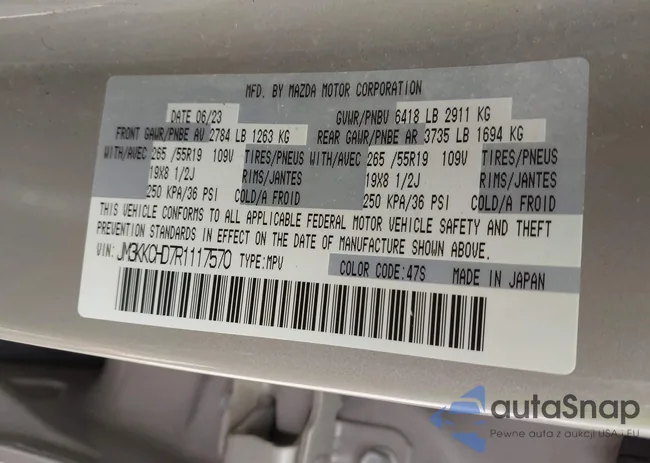 MFD. BY MAZDA MOTOR CORPORATION
DATE 06/23 GVWR/PNBV 6418 LB 2911 KG
FRONT GAWR/PNBE AV 2784 LB 1263 KG REAR GAWR/PNBE AR 3735 LB 1694 KG
WITH/AVEC 265 /55R19 109V TIRES/PNEUS WITH/AVEC 265 /55R19 109V TIRES/PNEUS
19X8 1/2J RIMS/JANTES 19X8 1/2J RIMS/JANTES
250 KPA/36 PSI COLD/A FROID 250 KPA/36 PSI COLD/A FROID
THIS VEHICLE CONFORMS TO ALL APPLICABLE FEDERAL MOTOR VEHICLE SAFETY AND THEFT
PREVENTION STANDARDS IN EFFECT ON THE DATE OF MANUFACTURE SHOWN ABOVE.
VIN: JM3KKCHD7R1117570 TYPE:MPV COLOR CODE:47S MADE IN JAPAN
autaSnap
Pewne auta z aukcji USA i EU